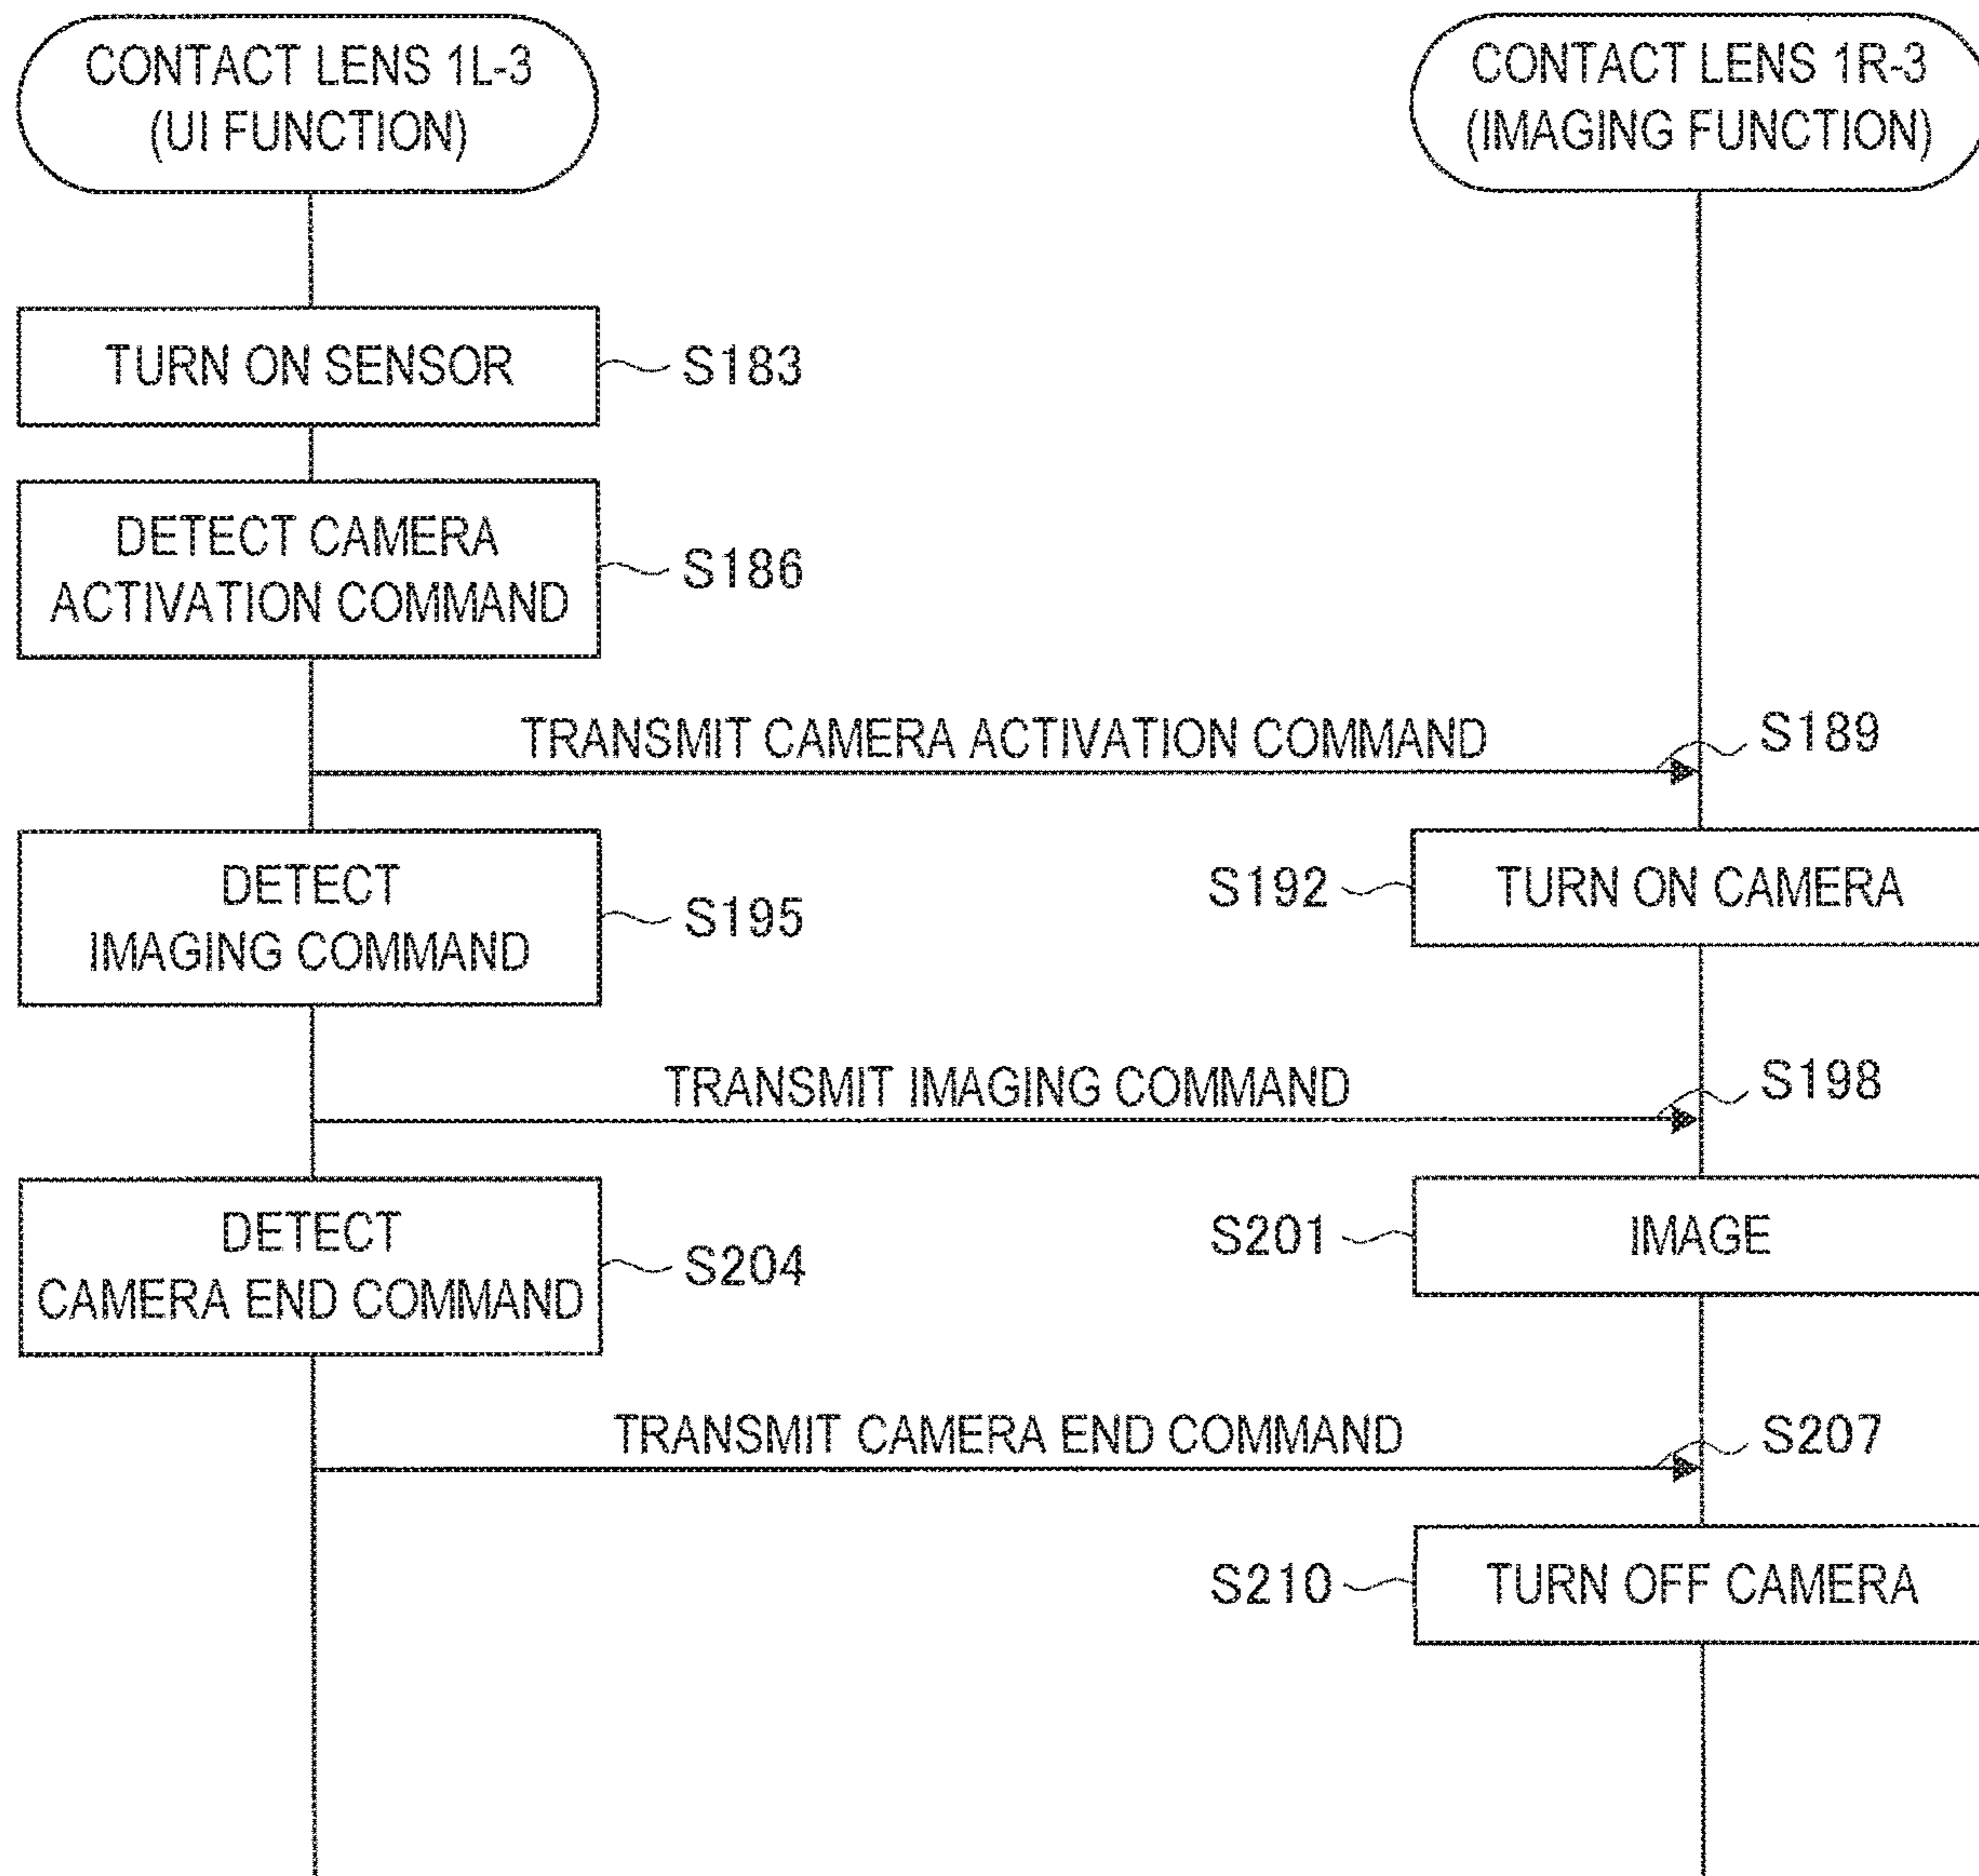 CONTACT LENS 1L-3
(UI FUNCTION)
CONTACT LENS 1R-3
(IMAGING FUNCTION)
TURN ON SENSOR
S183
DETECT CAMERA
ACTIVATION COMMAND
S186
TRANSMIT CAMERA ACTIVATION COMMAND
S189
DETECT
IMAGING COMMAND
S195
S192
TURN ON CAMERA
TRANSMIT IMAGING COMMAND
S198
DETECT
CAMERA END COMMAND
S204
S201
IMAGE
TRANSMIT CAMERA END COMMAND
S207
S210
TURN OFF CAMERA